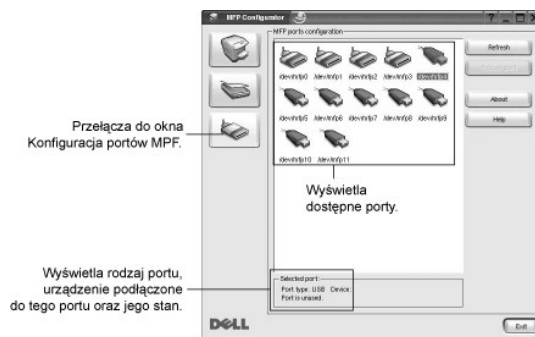 MFP Configurator
MFP ports configuration
/dev/mfp0 /dev/mfp1 /dev/mfp2 /dev/mfp3 /dev/mfp4
/dev/mfp5 /dev/mfp6 /dev/mfp7 /dev/mfp8 /dev/mfp9
/dev/mfp10 /dev/mfp11
Refresh
About
Help
Przełącza do okna
Konfiguracja portów MPF.
Wyświetla
dostępne porty.
Wyświetla rodzaj portu,
urządzenie podłączone
do tego portu oraz jego stan.
Selected port:
Port type: USB Device:
Port is unused.
DELL
Exit